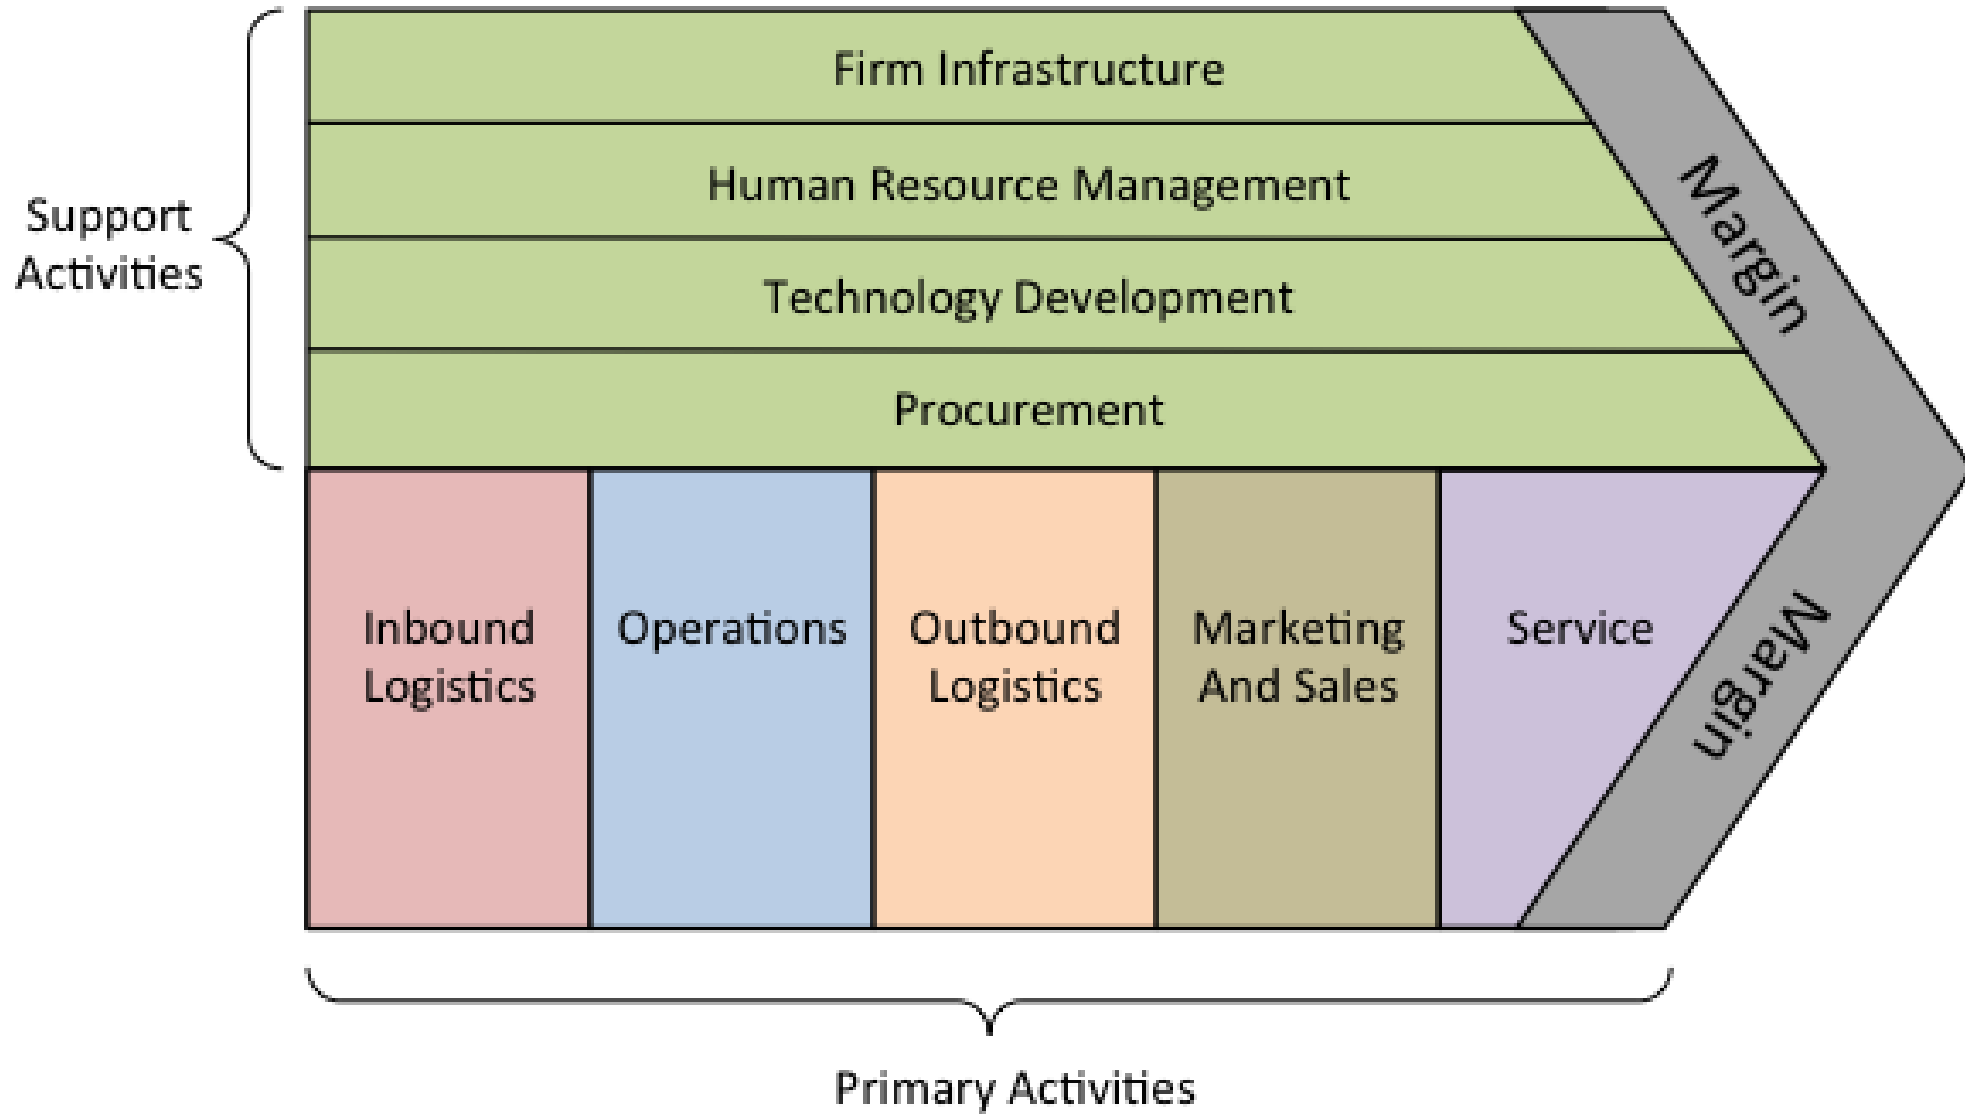 Firm Infrastructure
Human Resource Management
Technology Development
Procurement
Support
Activities
Margin
Inbound
Logistics
Operations
Outbound
Logistics
Marketing
And Sales
Service
Margin
Primary Activities